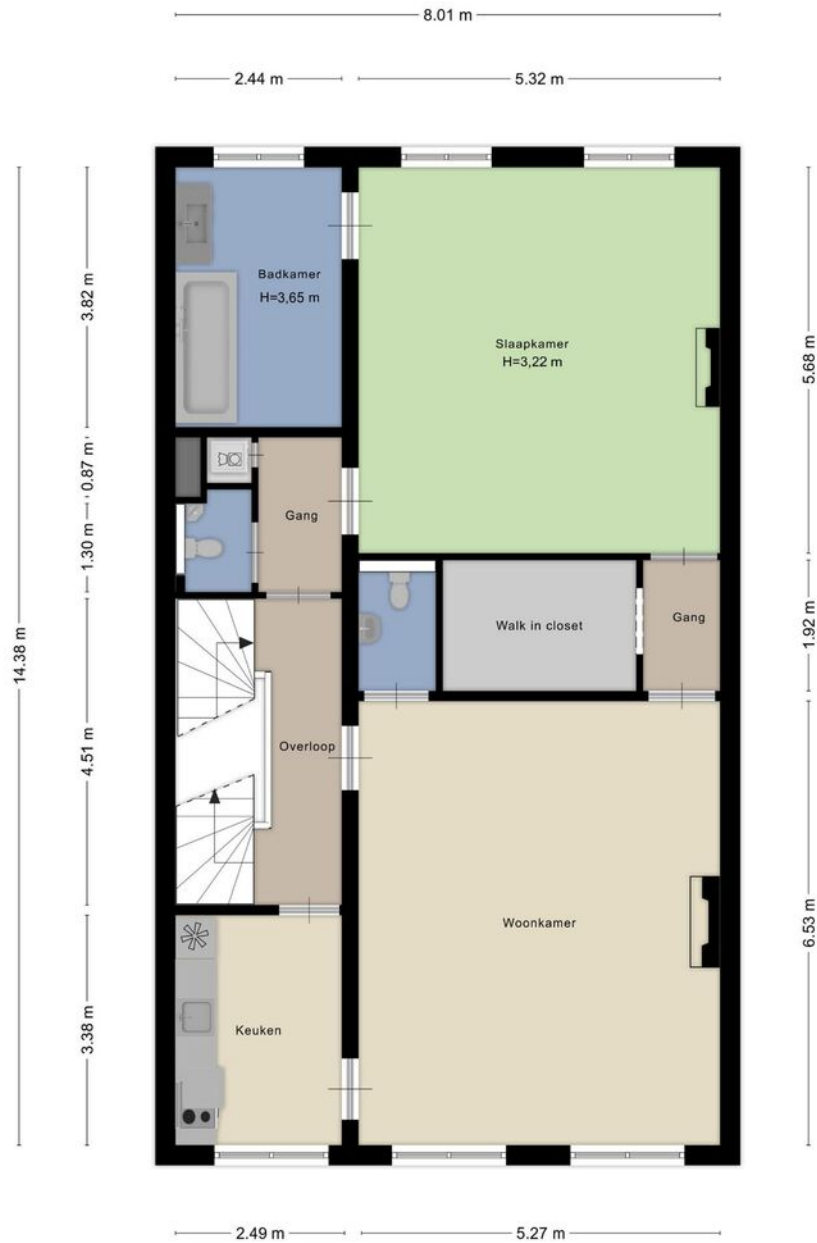 8.01 m
2.44 m
5.32 m
Badkamer
H=3,65 m
3.82 m
Slaapkamer
H=3,22 m
5.68 m
0.87 m
Gang
1.30 m
Walk in closet
Gang
1.92 m
14.38 m
Overloop
4.51 m
Woonkamer
6.53 m
Keuken
3.38 m
2.49 m
5.27 m